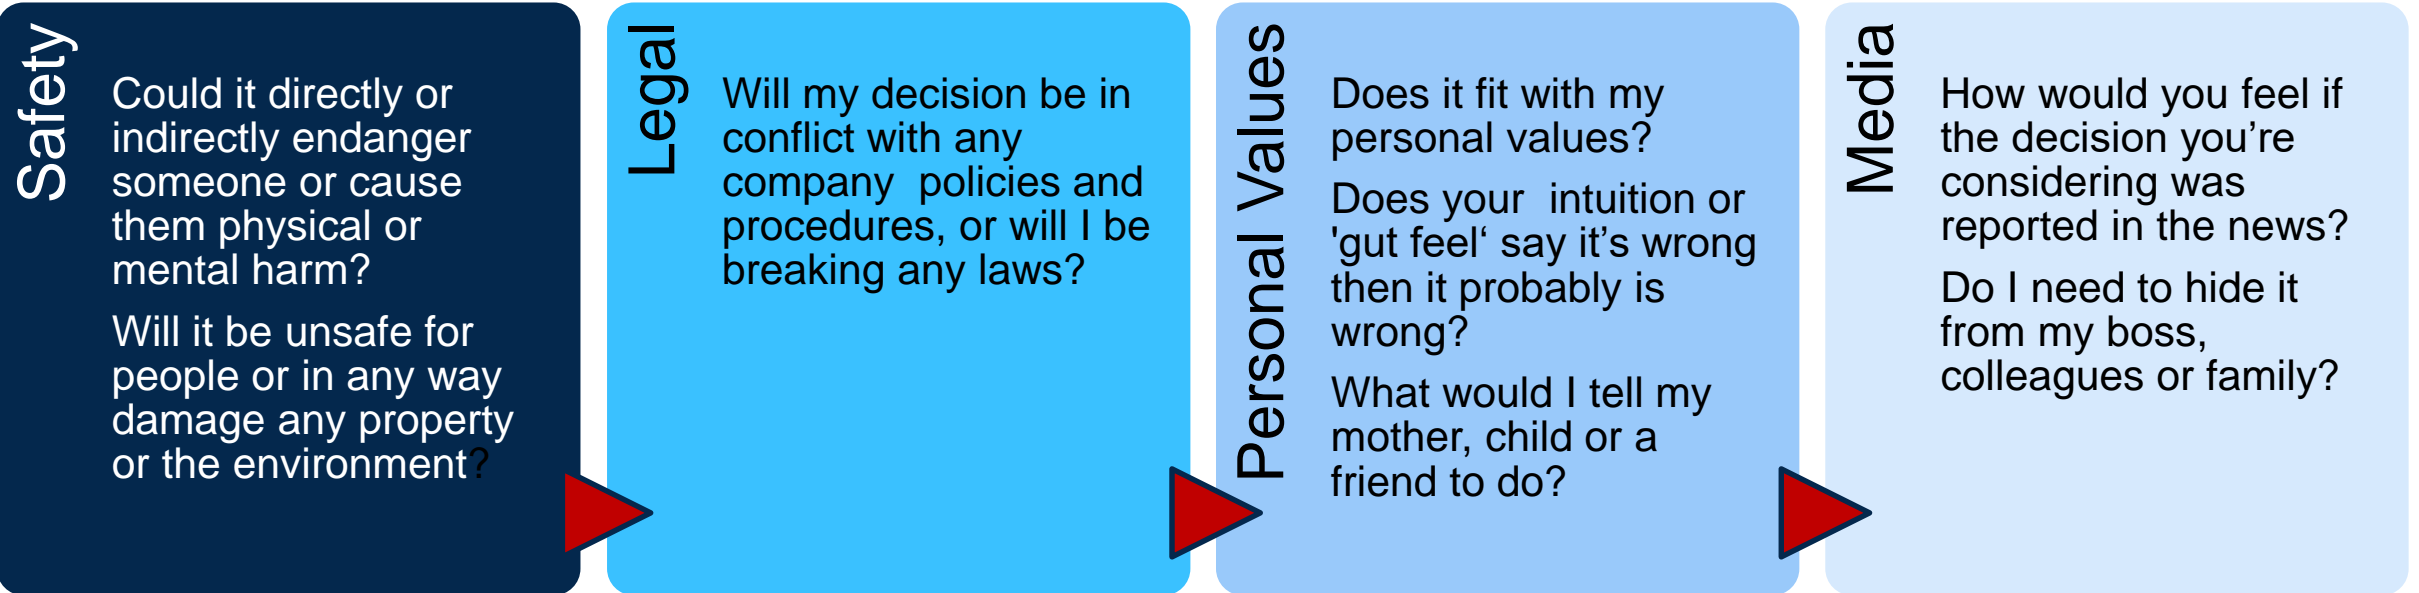 Safety
Could it directly or
indirectly endanger
someone or cause
them physical or
mental harm?
Will it be unsafe for
people or in any way
damage any property
or the environment?
Legal
Will my decision be in
conflict with any
company  policies and
procedures, or will I be
breaking any laws?
Personal Values
Does it fit with my
personal values?
Does your  intuition or
'gut feel‘ say it’s wrong
then it probably is
wrong?
What would I tell my
mother, child or a
friend to do?
Media
How would you feel if
the decision you’re
considering was
reported in the news?
Do I need to hide it
from my boss,
colleagues or family?